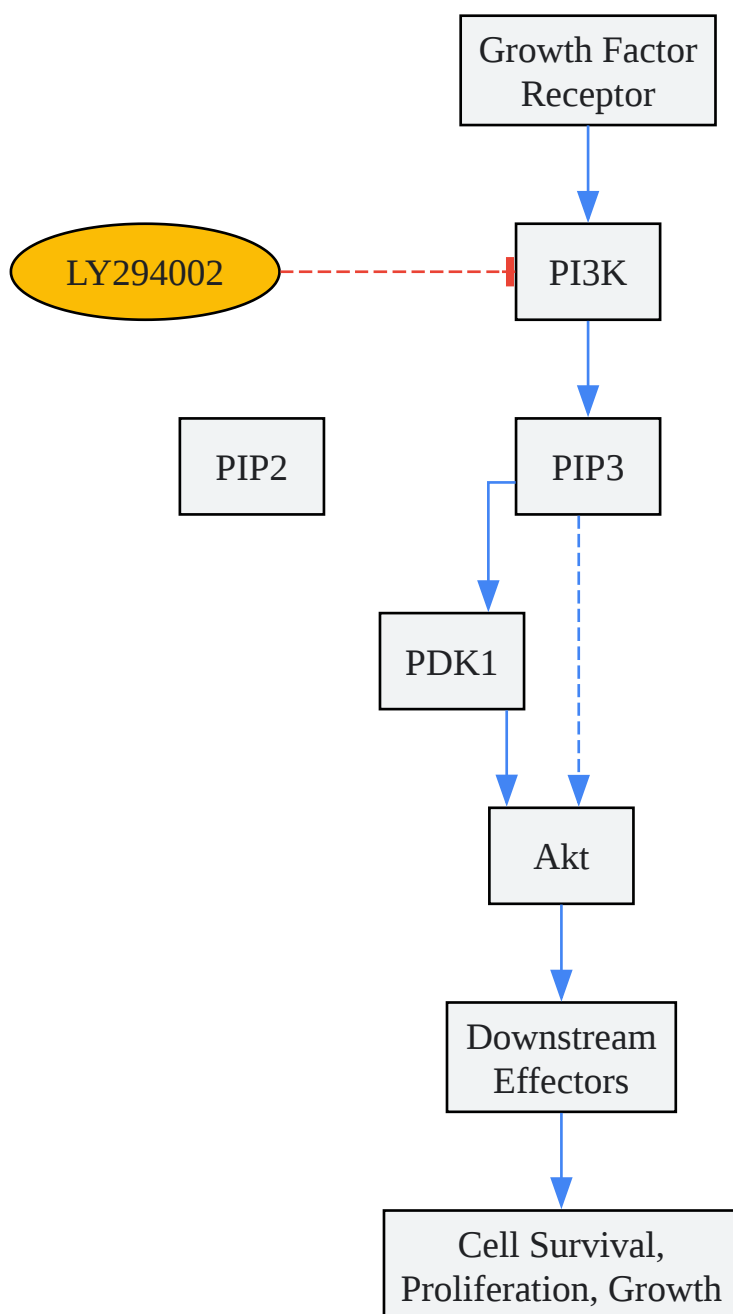 Growth Factor
Receptor
LY294002
PI3K
PIP2
PIP3
PDK1
Akt
Downstream
Effectors
Cell Survival,
Proliferation, Growth